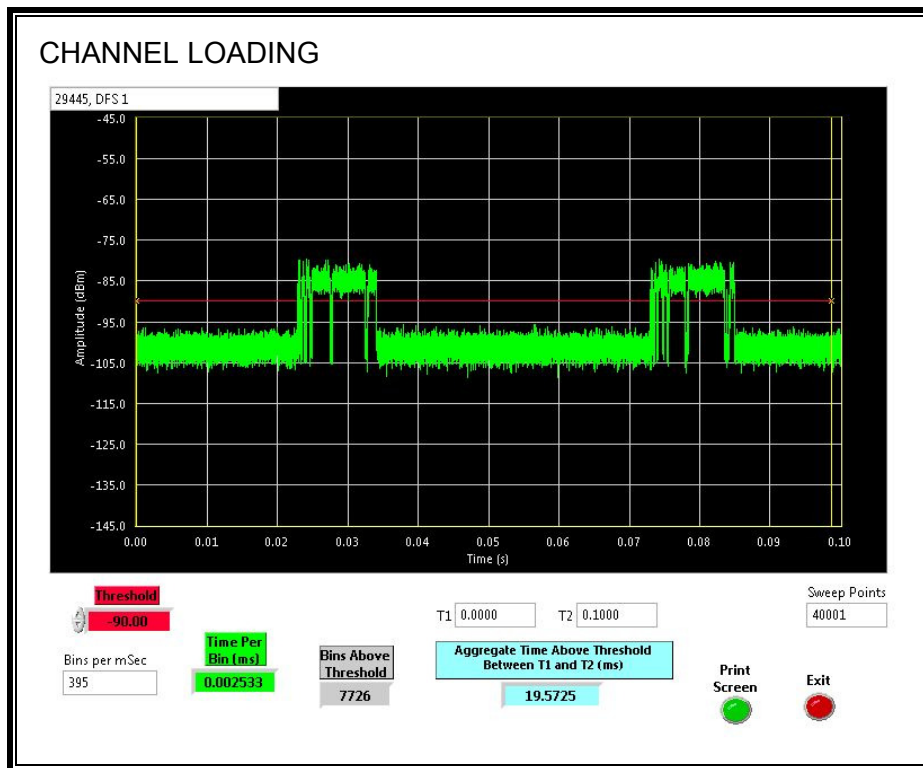 CHANNEL LOADING
29445, DFS 1
-45.0
-55.0
-65.0
-75.0
-85.0
-95.0
-105.0
-115.0
-125.0
-135.0
-145.0
Amplitude (dBm)
0.00 0.01 0.02 0.03 0.04 0.05 0.06 0.07 0.08 0.09 0.10
Time (s)
Threshold
-90.00
Bins per mSec
395
Time Per
Bin (ms)
0.002533
Bins Above
Threshold
7726
T1 0.0000 T2 0.1000
Aggregate Time Above Threshold
Between T1 and T2 (ms)
19.5725
Sweep Points
40001
Print
Screen
Exit